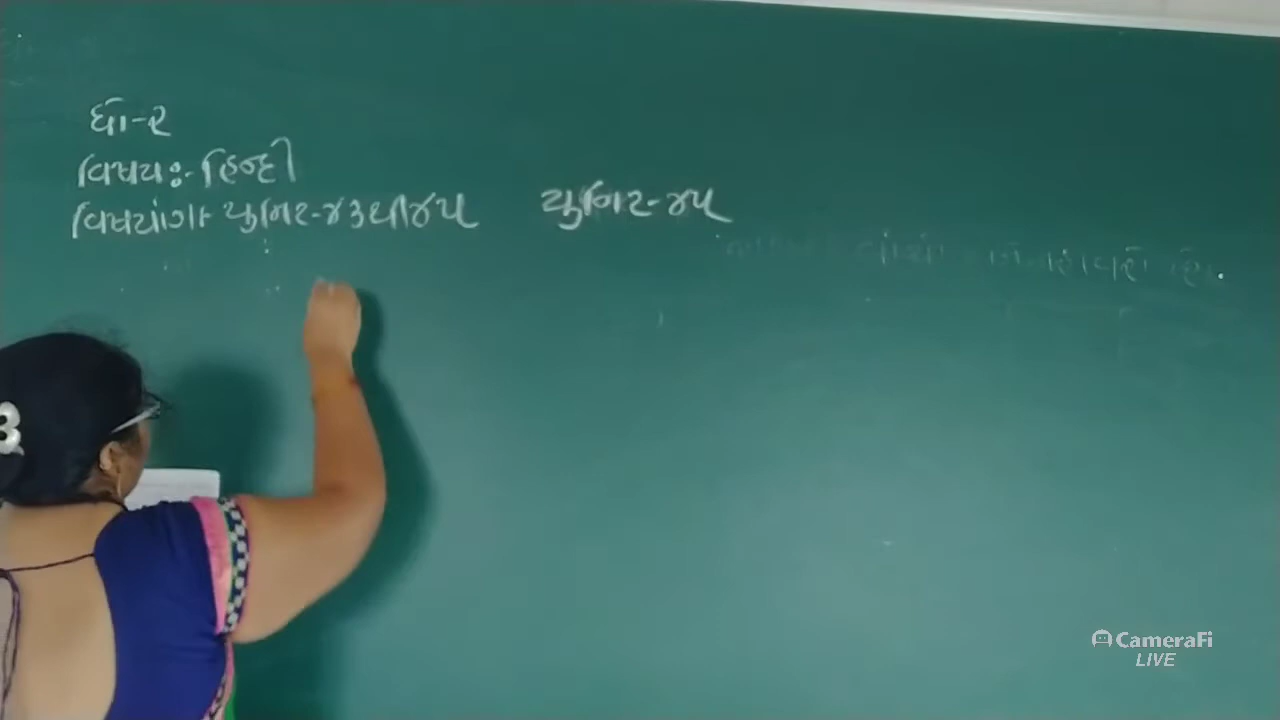 ધો-૨
વિષય:- હિન્દી
વિષયાંગ યુનિટ-૪૩થી૪૫ યુનિટ-૪૫
CameraFi
LIVE